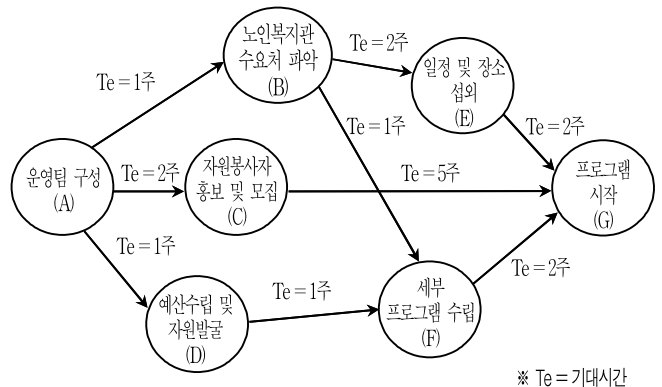 노인복지관
수요처 파악
(B)
Te=2주
일정 및 장소
섭외
(E)
Te=1주
Te=1주
Te=2주
운영팀 구성
(A)
Te=2주
자원봉사자
홍보 및 모집
(C)
Te=5주
프로그램
시작
(G)
Te=1주
예산수립 및
자원발굴
(D)
Te=1주
세부
프로그램 수립
(F)
Te=2주
※ Te=기대시간